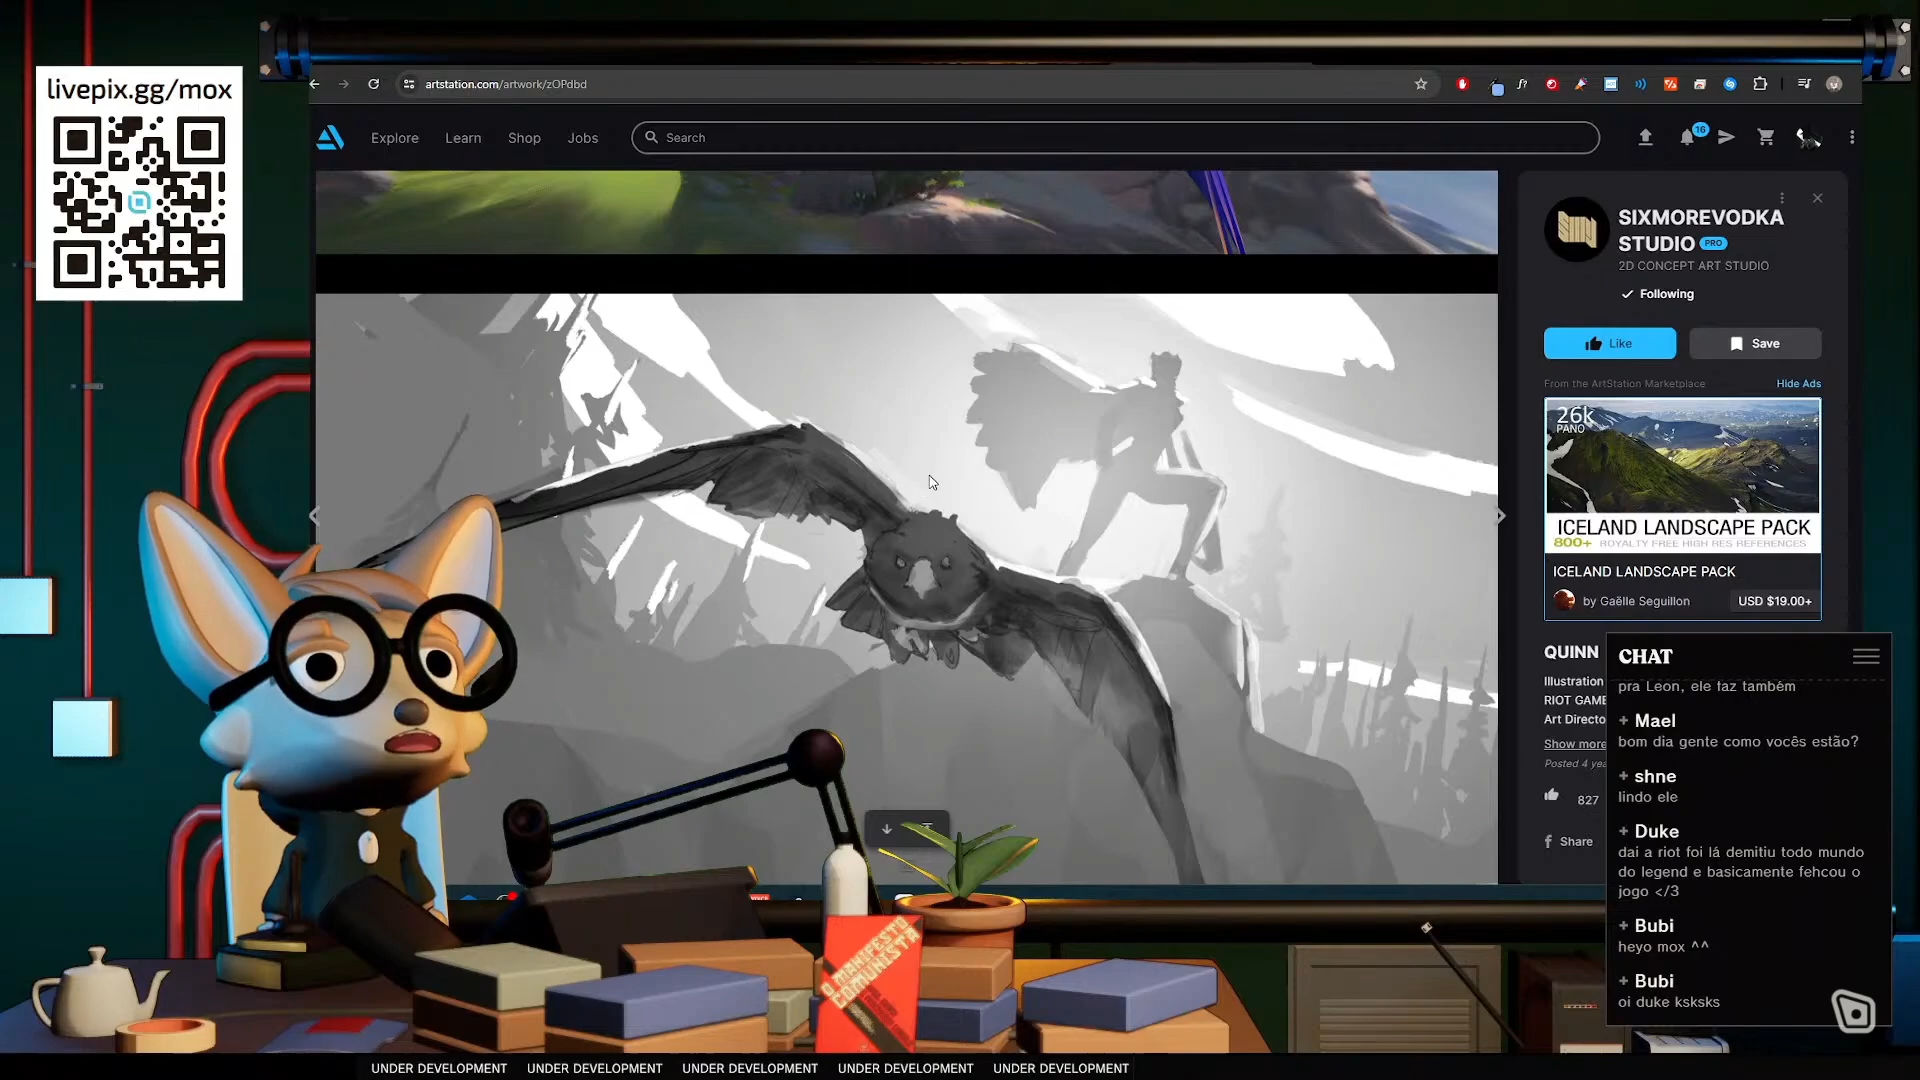 livepix.gg/mox
artstation.com/artwork/zOPdbd
Explore Learn Shop Jobs
Search
16
SIXMOREVODKA
STUDIO PRO
2D CONCEPT ART STUDIO
Following
Like Save
From the ArtStation Marketplace Hide Ads
26k
PANO
ICELAND LANDSCAPE PACK
800+ ROYALTY FREE HIGH RES REFERENCES
ICELAND LANDSCAPE PACK
by Gaëlle Seguillon USD $19.00+
QUINN
Illustration
RIOT GAME
Art Directo
Show more
Posted 4 yea
827
Share
CHAT
pra Leon, ele faz também
+ Mael
bom dia gente como vocês estão?
+ shne
lindo ele
+ Duke
dai a riot foi lá demitiu todo mundo
do legend e basicamente fehcou o
jogo </3
+ Bubi
heyo mox ^^
+ Bubi
oi duke ksksks
O MANIFESTO
COMUNISTA
UNDER DEVELOPMENT UNDER DEVELOPMENT UNDER DEVELOPMENT UNDER DEVELOPMENT UNDER DEVELOPMENT